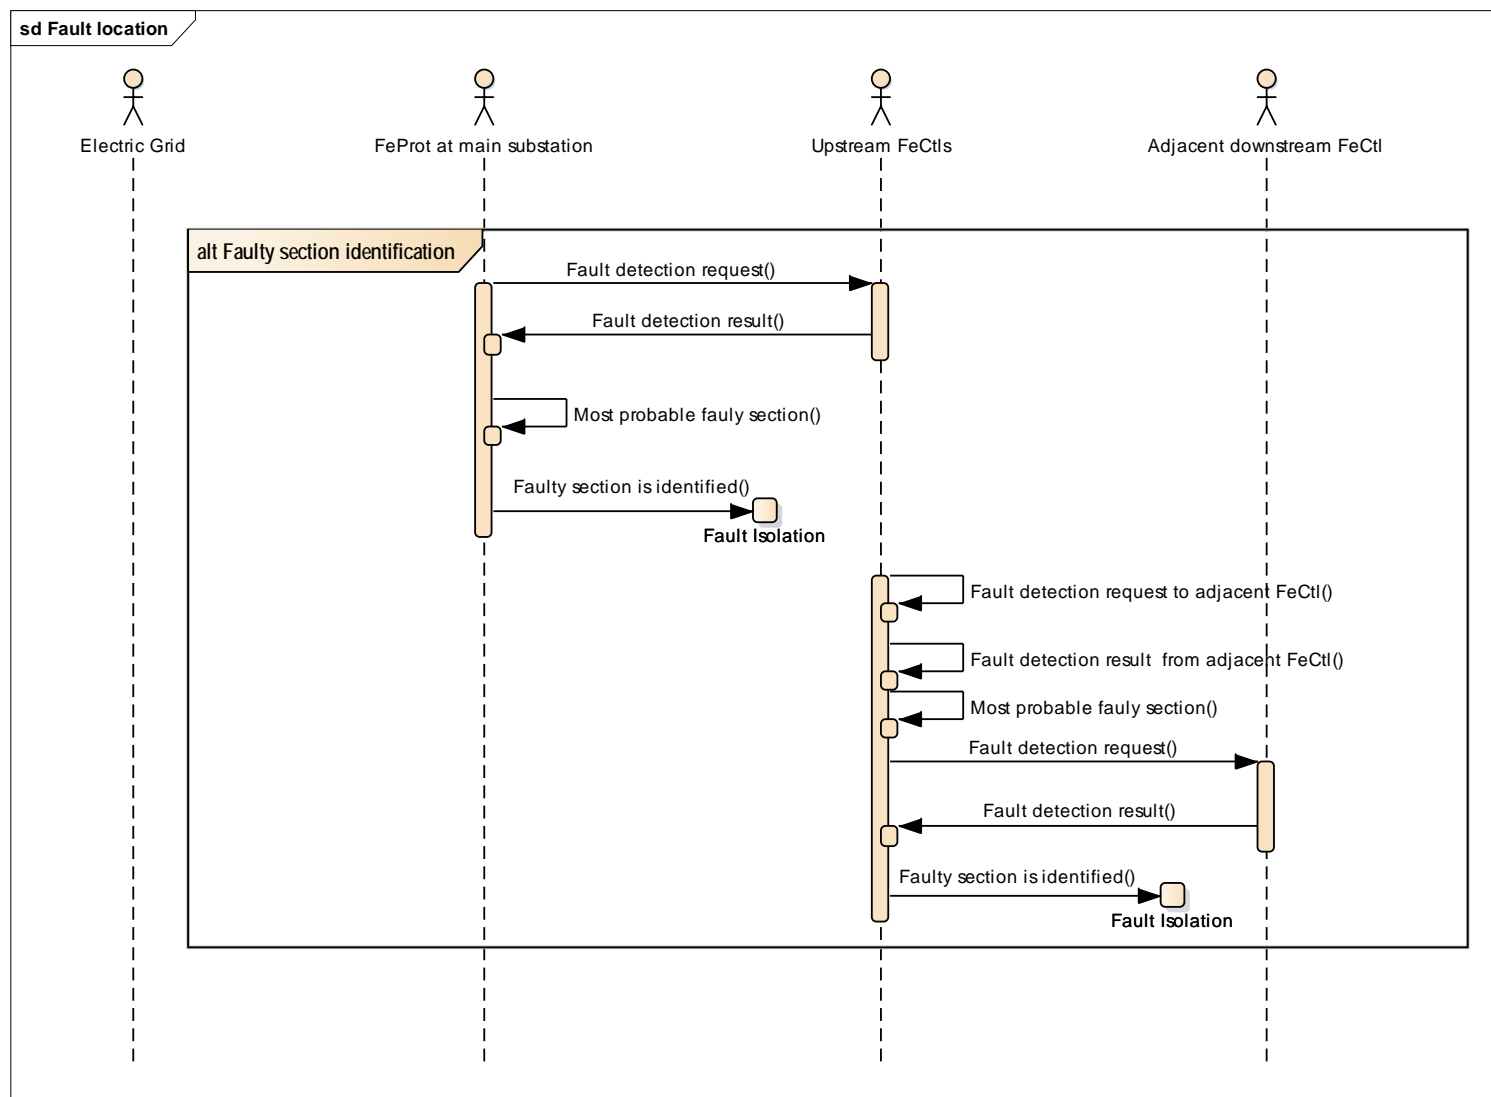 sd Fault location
Electric Grid
FeProt at main substation
Upstream FeCtls
Adjacent downstream FeCtl
alt Faulty section identification
Fault detection request()
Fault detection result()
Most probable fauly section()
Faulty section is identified()
Fault Isolation
Fault detection request to adjacent FeCtl()
Fault detection result  from adjacent FeCtl()
Most probable fauly section()
Fault detection request()
Fault detection result()
Faulty section is identified()
Fault Isolation